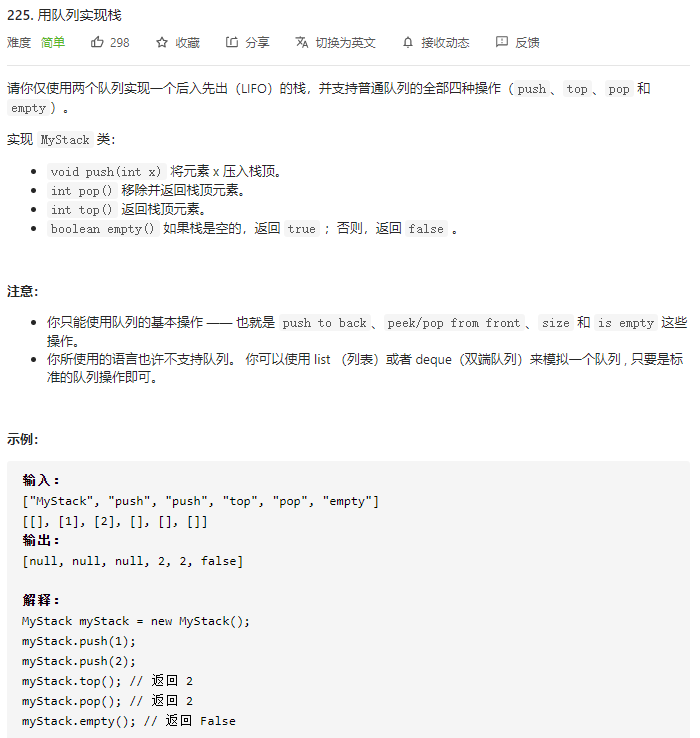 225. 用队列实现栈
难度 简单 298 收藏 分享 切换为英文 接收动态 反馈
请你仅使用两个队列实现一个后入先出（LIFO）的栈，并支持普通队列的全部四种操作（push、top、pop 和
empty）。
实现 MyStack 类：
void push(int x) 将元素 x 压入栈顶。
int pop() 移除并返回栈顶元素。
int top() 返回栈顶元素。
boolean empty() 如果栈是空的，返回 true ；否则，返回 false 。
注意：
你只能使用队列的基本操作 —— 也就是 push to back、peek/pop from front、size 和 is empty 这些
操作。
你所使用的语言也许不支持队列。 你可以使用 list （列表）或者 deque（双端队列）来模拟一个队列 , 只要是标
准的队列操作即可。
示例：
输入：
["MyStack", "push", "push", "top", "pop", "empty"]
[[], [1], [2], [], [], []]
输出：
[null, null, null, 2, 2, false]
解释：
MyStack myStack = new MyStack();
myStack.push(1);
myStack.push(2);
myStack.top(); // 返回 2
myStack.pop(); // 返回 2
myStack.empty(); // 返回 False